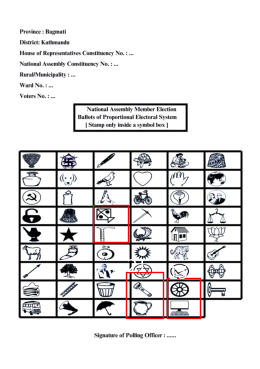 Province : Bagmati
District: Kathmandu
House of Representatives Constituency No. : ...
National Assembly Constituency No. : ...
Rural/Municipality : ...
Ward No. : ...
Voters No. : ...
National Assembly Member Election
Ballots of Proportional Electoral System
[ Stamp only inside a symbol box ]
Signature of Polling Officer : ......